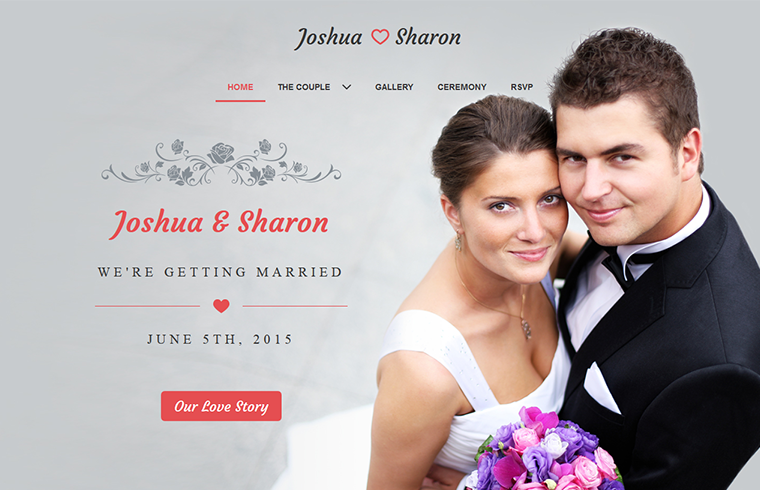 Joshua Sharon
HOME THE COUPLE GALLERY CEREMONY RSVP
Joshua & Sharon
WE'RE GETTING MARRIED
JUNE 5TH, 2015
Our Love Story